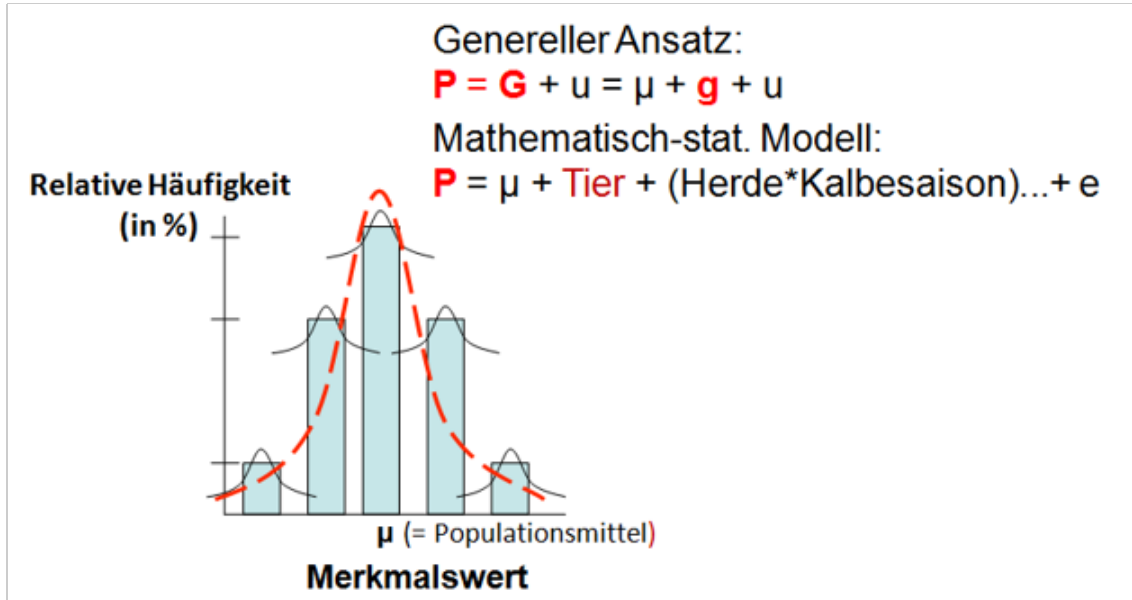 Genereller Ansatz:
P = G + u = µ + g + u
Mathematisch-stat. Modell:
P = µ + Tier + (Herde*Kalbesaison)...+ e
Relative Häufigkeit
(in %)
µ (= Populationsmittel)
Merkmalswert